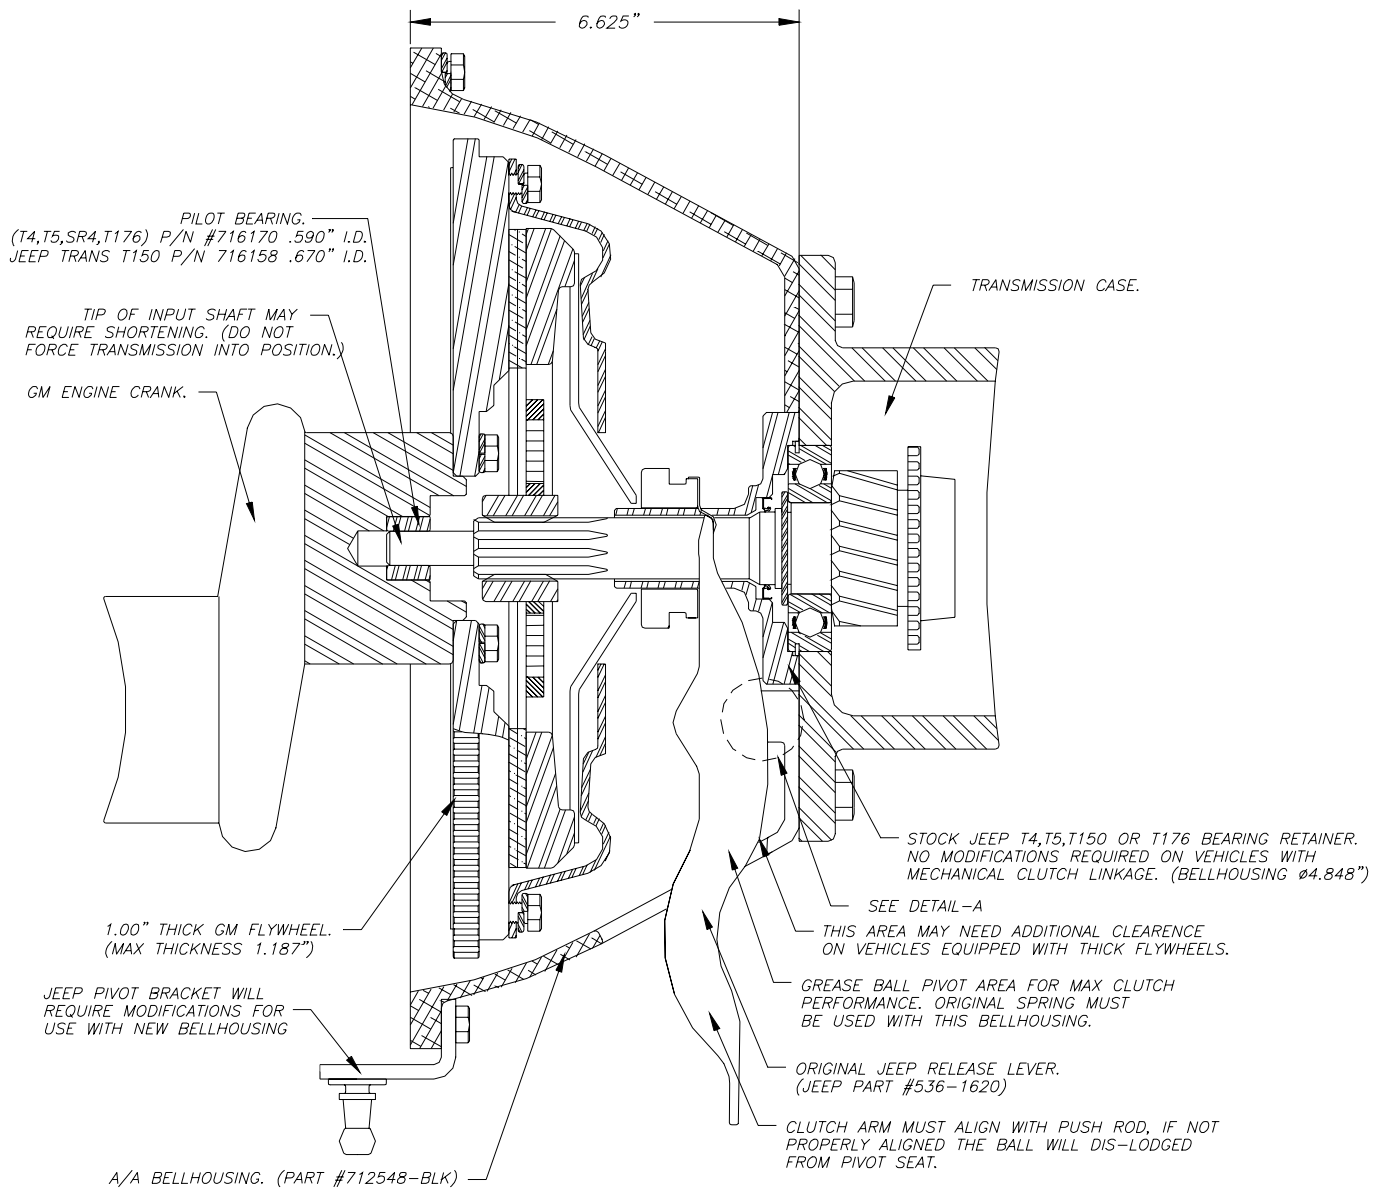 6.625"
PILOT BEARING.
(T4,T5,SR4,T176) P/N #716170 .590" I.D.
JEEP TRANS T150 P/N 716158 .670" I.D.
TIP OF INPUT SHAFT MAY
REQUIRE SHORTENING. (DO NOT
FORCE TRANSMISSION INTO POSITION.)
GM ENGINE CRANK.
TRANSMISSION CASE.
STOCK JEEP T4,T5,T150 OR T176 BEARING RETAINER.
NO MODIFICATIONS REQUIRED ON VEHICLES WITH
MECHANICAL CLUTCH LINKAGE. (BELLHOUSING ø4.848")
SEE DETAIL-A
THIS AREA MAY NEED ADDITIONAL CLEARENCE
ON VEHICLES EQUIPPED WITH THICK FLYWHEELS.
1.00" THICK GM FLYWHEEL.
(MAX THICKNESS 1.187")
GREASE BALL PIVOT AREA FOR MAX CLUTCH
PERFORMANCE. ORIGINAL SPRING MUST
BE USED WITH THIS BELLHOUSING.
JEEP PIVOT BRACKET WILL
REQUIRE MODIFICATIONS FOR
USE WITH NEW BELLHOUSING
ORIGINAL JEEP RELEASE LEVER.
(JEEP PART #536-1620)
CLUTCH ARM MUST ALIGN WITH PUSH ROD, IF NOT
PROPERLY ALIGNED THE BALL WILL DIS-LODGED
FROM PIVOT SEAT.
A/A BELLHOUSING. (PART #712548-BLK)